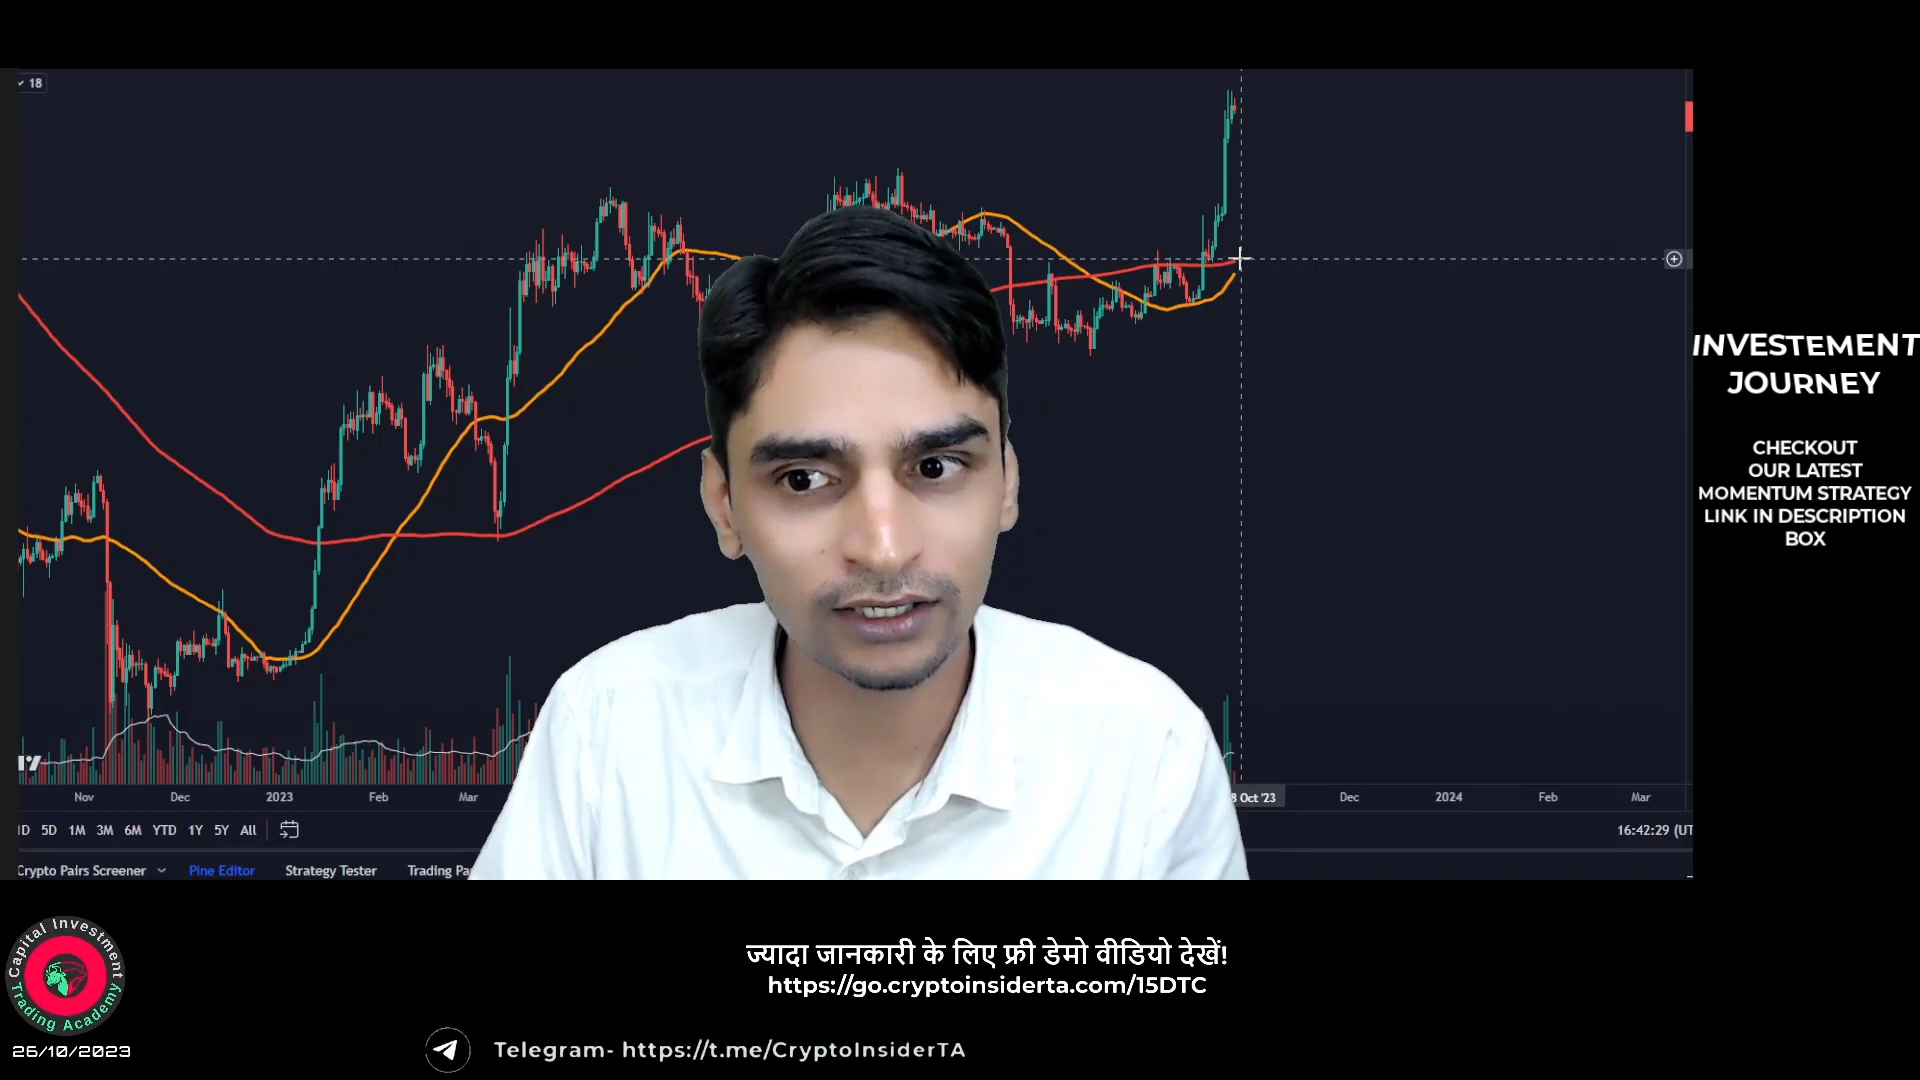 18
INVESTEMENT
JOURNEY
CHECKOUT
OUR LATEST
MOMENTUM STRATEGY
LINK IN DESCRIPTION
BOX
Nov Dec 2023 Feb Mar Oct '23 Dec 2024 Feb Mar
5D 1M 3M 6M YTD 1Y 5Y All
16:42:29
Crypto Pairs Screener Pine Editor Strategy Tester Trading
Capital Investment
Trading Academy
26/10/2023
ज्यादा जानकारी के लिए फ्री डेमो वीडियो देखें!
https://go.cryptoinsiderta.com/15DTC
Telegram- https://t.me/CryptoInsiderTA